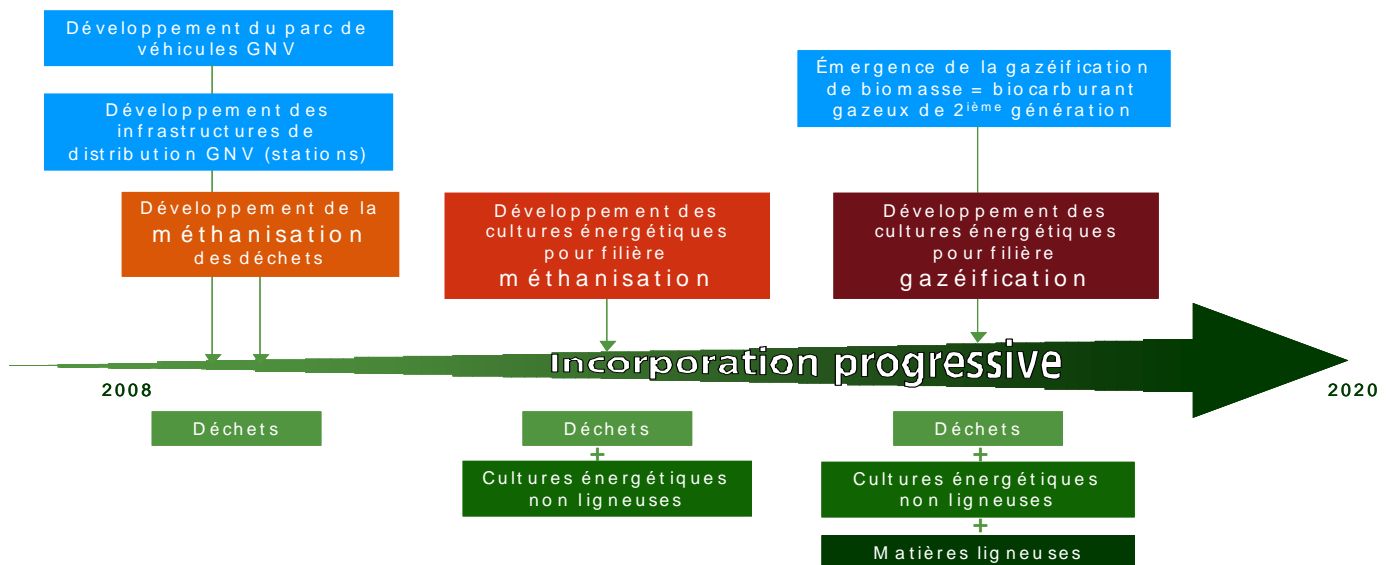 Développement du parc de
véhicules GNV
Développement des
infrastructures de
distribution GNV (stations)
Émergence de la gazéification
de biomasse = biocarburant
gazeux de 2ième génération
Développement de la
méthanisation
des déchets
Développement des
cultures énergétiques
pour filière
méthanisation
Développement des
cultures énergétiques
pour filière
gazéification
Incorporation progressive
2008
2020
Déchets
Déchets
+
Cultures énergétiques
non ligneuses
Déchets
+
Cultures énergétiques
non ligneuses
+
Matières ligneuses